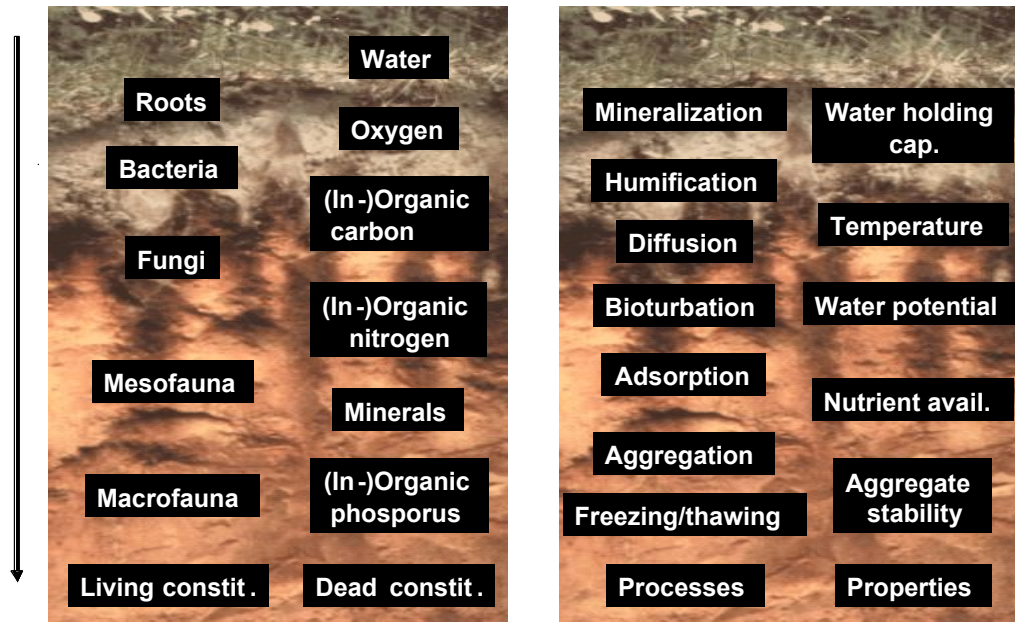 Water
Roots
Oxygen
Bacteria
(In-)Organic
carbon
Fungi
(In-)Organic
nitrogen
Mesofauna
Minerals
Macrofauna
(In-)Organic
phosporus
Living constit.
Dead constit.
Mineralization
Water holding
cap.
Humification
Temperature
Diffusion
Bioturbation
Water potential
Adsorption
Nutrient avail.
Aggregation
Aggregate
stability
Freezing/thawing
Processes
Properties